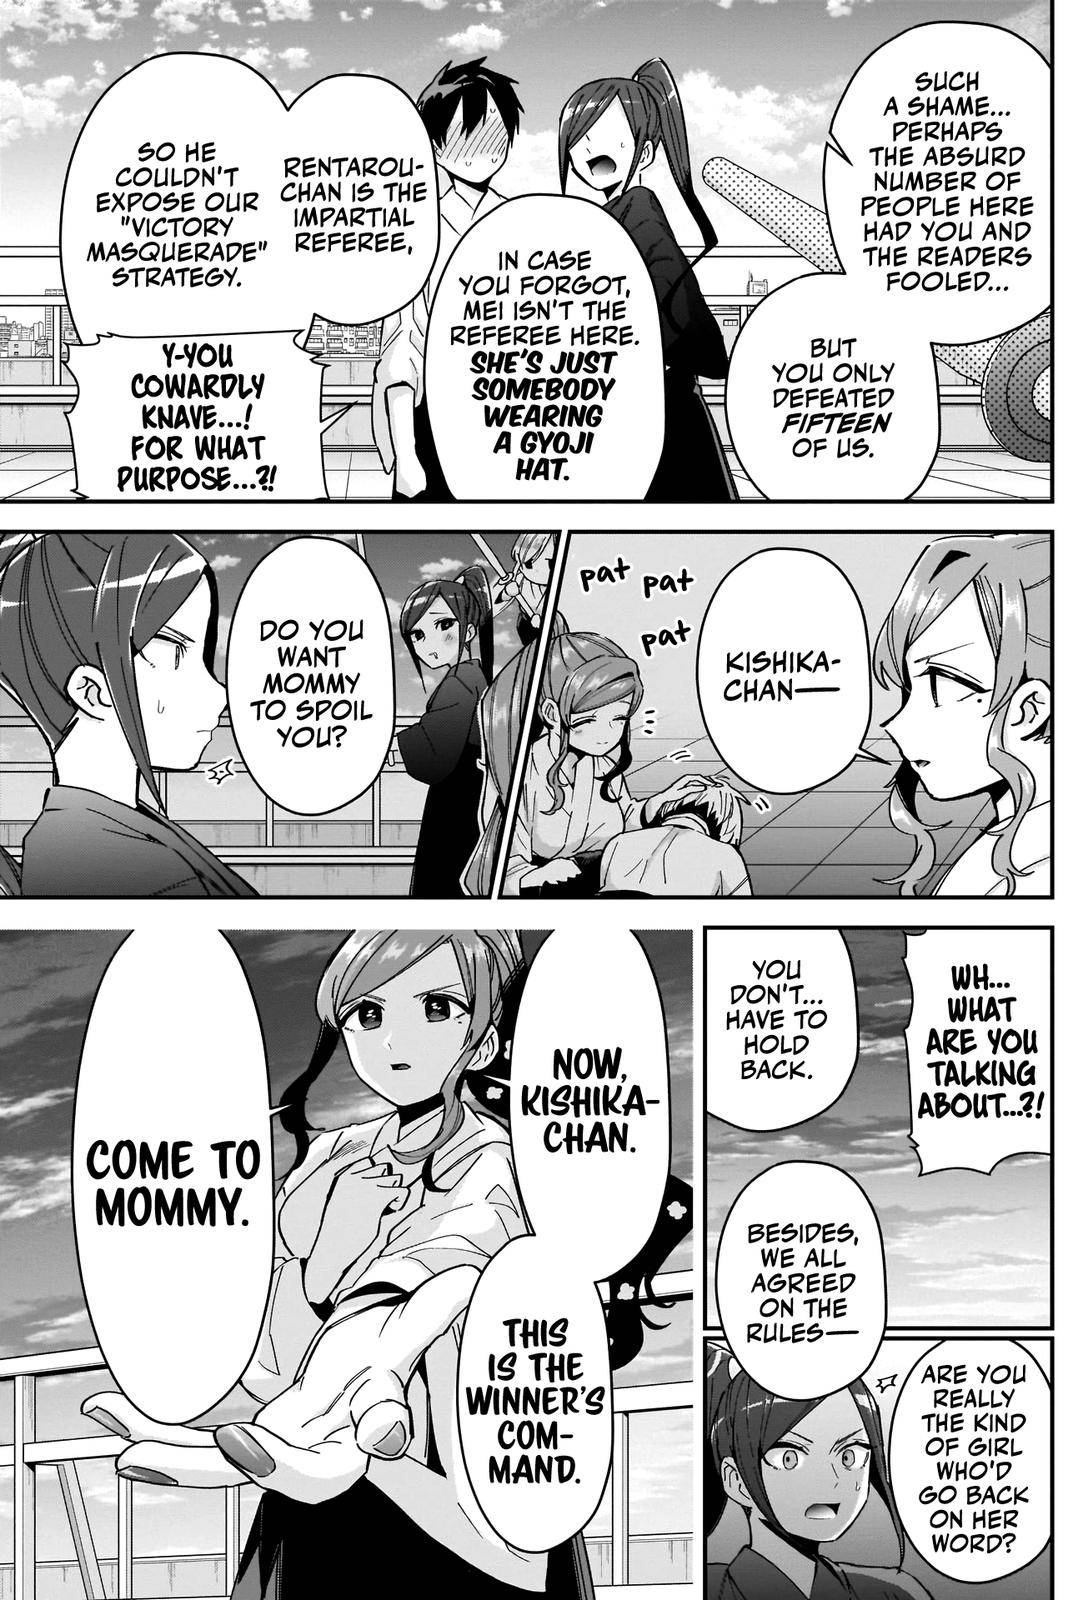 SUCH
A SHAME...
PERHAPS
THE ABSURD
NUMBER OF
PEOPLE HERE
HAD YOU AND
THE READERS
FOOLED...
BUT
YOU ONLY
DEFEATED
FIFTEEN
OF US.
IN CASE
YOU FORGOT,
MEI ISN'T THE
REFEREE HERE.
SHE'S JUST
SOMEBODY
WEARING
A GYOJI
HAT.
RENTAROU-
CHAN IS THE
IMPARTIAL
REFEREE,
SO HE
COULDN'T
EXPOSE OUR
"VICTORY
MASQUERADE"
STRATEGY.
Y-YOU
COWARDLY
KNAVE...!
FOR WHAT
PURPOSE...?!
KISHIKA-
CHAN——
pat
pat
pat
DO YOU
WANT
MOMMY
TO SPOIL
YOU?
WH...
WHAT
ARE YOU
TALKING
ABOUT...?!
YOU
DON'T...
HAVE TO
HOLD
BACK.
BESIDES,
WE ALL
AGREED
ON THE
RULES—
ARE YOU
REALLY
THE KIND
OF GIRL
WHO'D
GO BACK
ON HER
WORD?
NOW,
KISHIKA-
CHAN.
THIS
IS THE
WINNER'S
COM-
MAND.
COME TO
MOMMY.